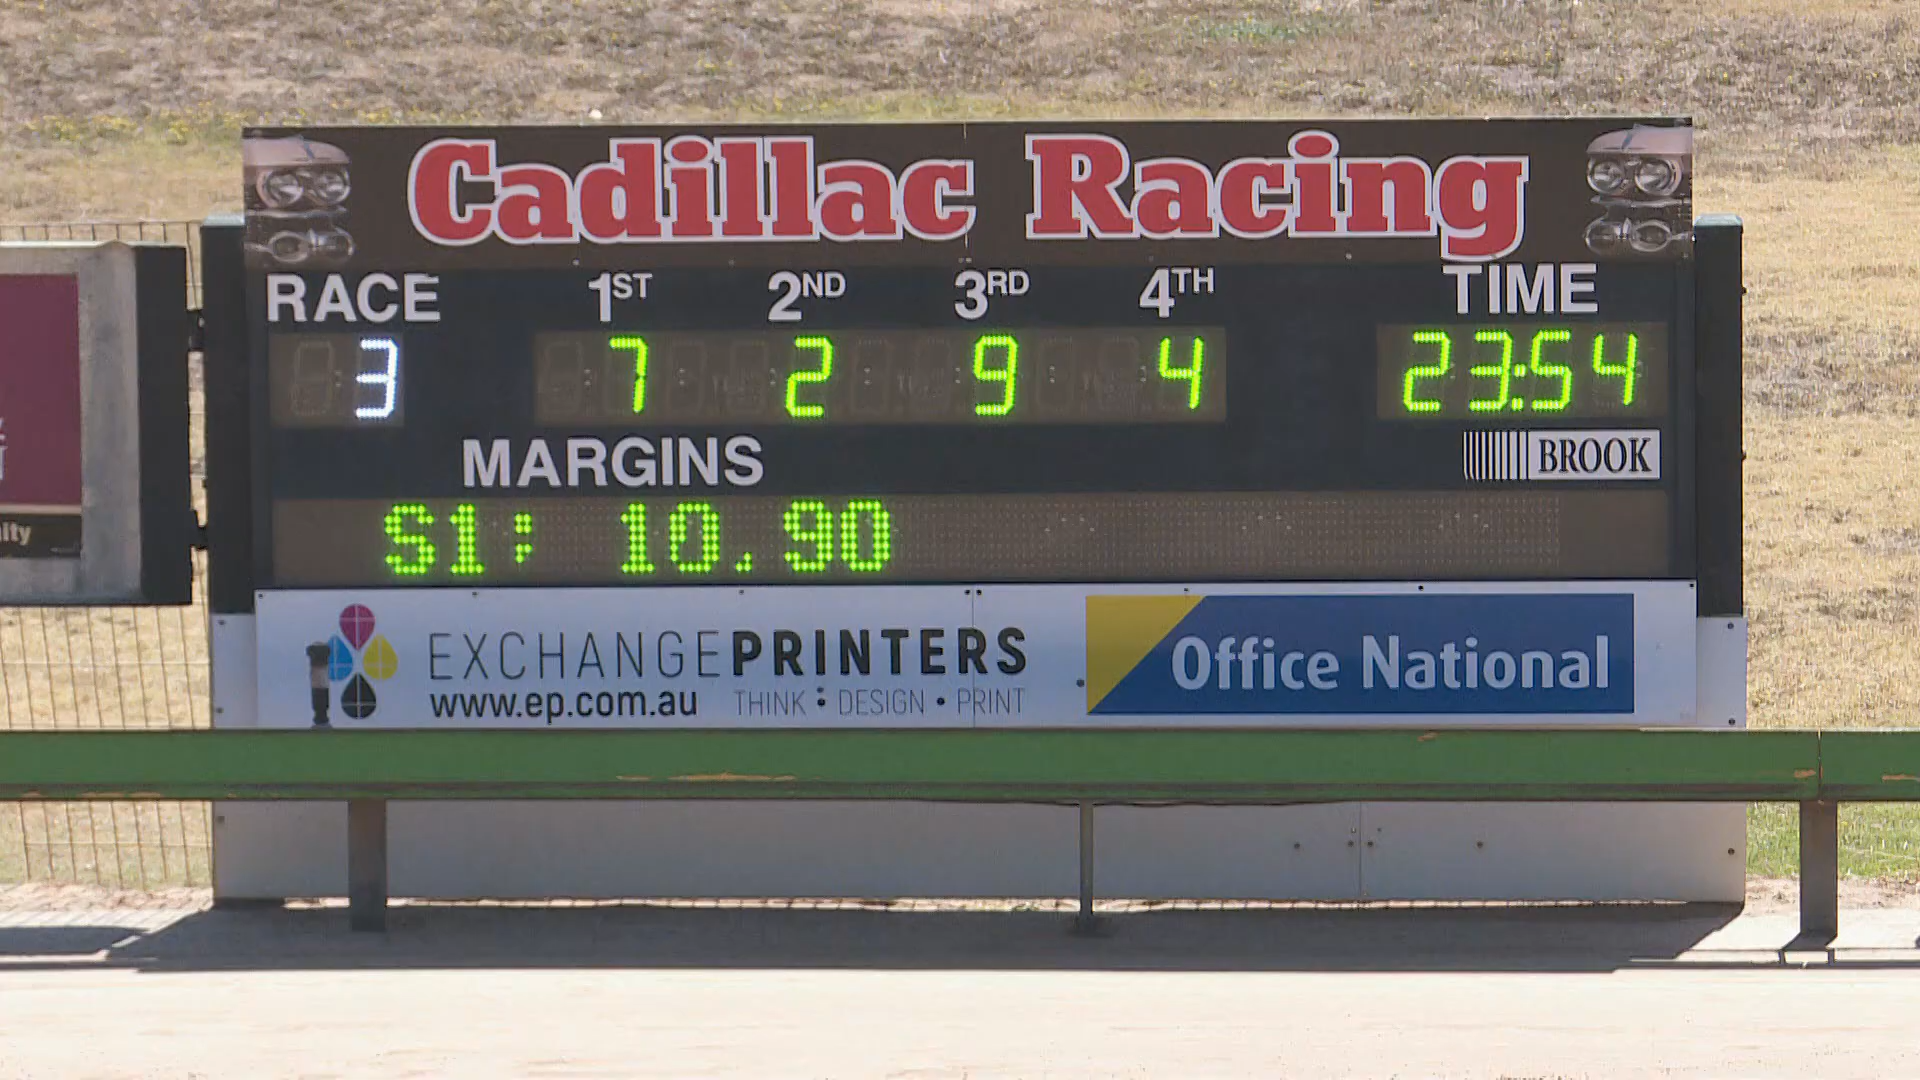 Cadillac Racing
RACE 1ST 2ND 3RD 4TH TIME
3 7 2 9 4 23:54
MARGINS BROOK
S1: 10.90
EXCHANGEPRINTERS
www.ep.com.au THINK • DESIGN • PRINT
Office National